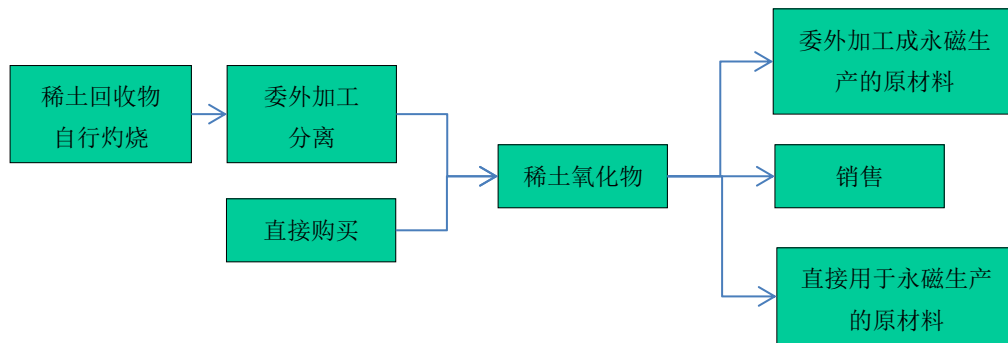 稀土回收物
自行灼烧
委外加工
分离
直接购买
稀土氧化物
委外加工成永磁生
产的原材料
销售
直接用于永磁生产
的原材料